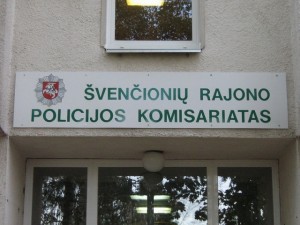 ŠVENČIONIŲ RAJONO
POLICIJOS KOMISARIATAS